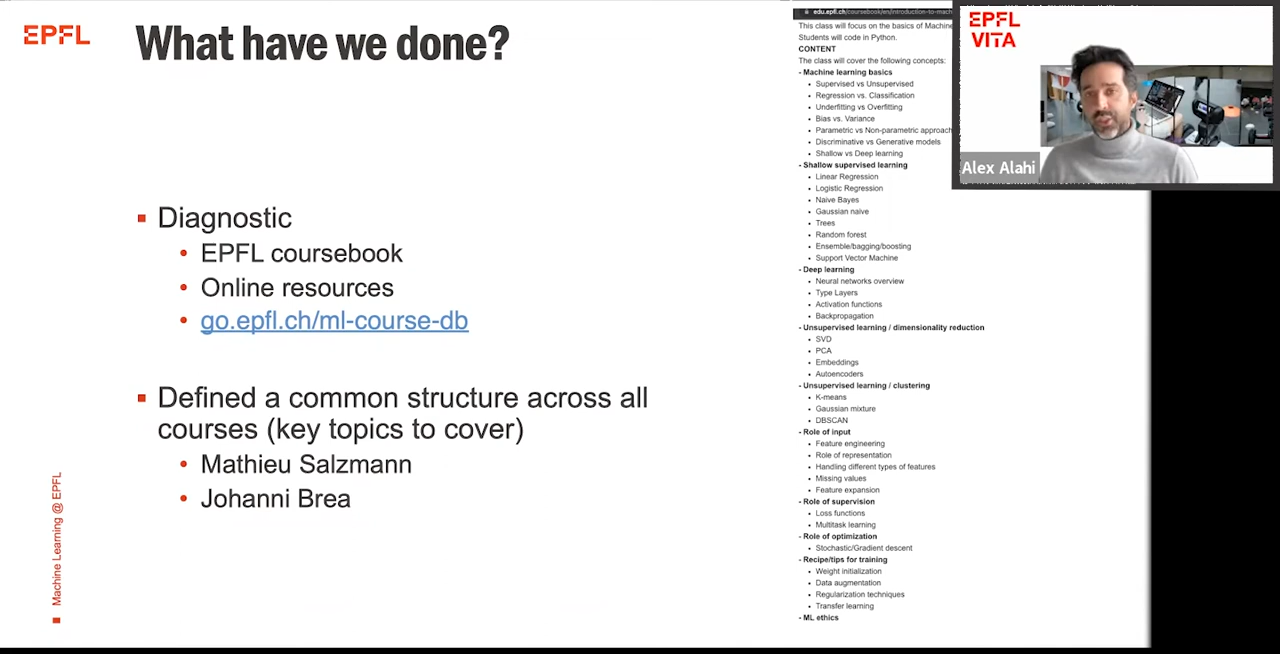 EPFL
What have we done?
Diagnostic
EPFL coursebook
Online resources
go.epfl.ch/ml-course-db
Defined a common structure across all
courses (key topics to cover)
Mathieu Salzmann
Johanni Brea
Machine Learning @ EPFL
edu.epfl.ch/coursebook/en/introduction-to-mach
This class will focus on the basics of Machine
Students will code in Python.
CONTENT
The class will cover the following concepts:
- Machine learning basics
Supervised vs Unsupervised
Regression vs. Classification
Underfitting vs Overfitting
Bias vs. Variance
Parametric vs Non-parametric approach
Discriminative vs Generative models
Shallow vs Deep learning
- Shallow supervised learning
Linear Regression
Logistic Regression
Naive Bayes
Gaussian naive
Trees
Random forest
Ensemble/bagging/boosting
Support Vector Machine
- Deep learning
Neural networks overview
Type Layers
Activation functions
Backpropagation
- Unsupervised learning / dimensionality reduction
SVD
PCA
Embeddings
Autoencoders
- Unsupervised learning / clustering
K-means
Gaussian mixture
DBSCAN
- Role of input
Feature engineering
Role of representation
Handling different types of features
Missing values
Feature expansion
- Role of supervision
Loss functions
Multitask learning
- Role of optimization
Stochastic/Gradient descent
- Recipe/tips for training
Weight initialization
Data augmentation
Regularization techniques
Transfer learning
- ML ethics
EPFL
VITA
Alex Alahi